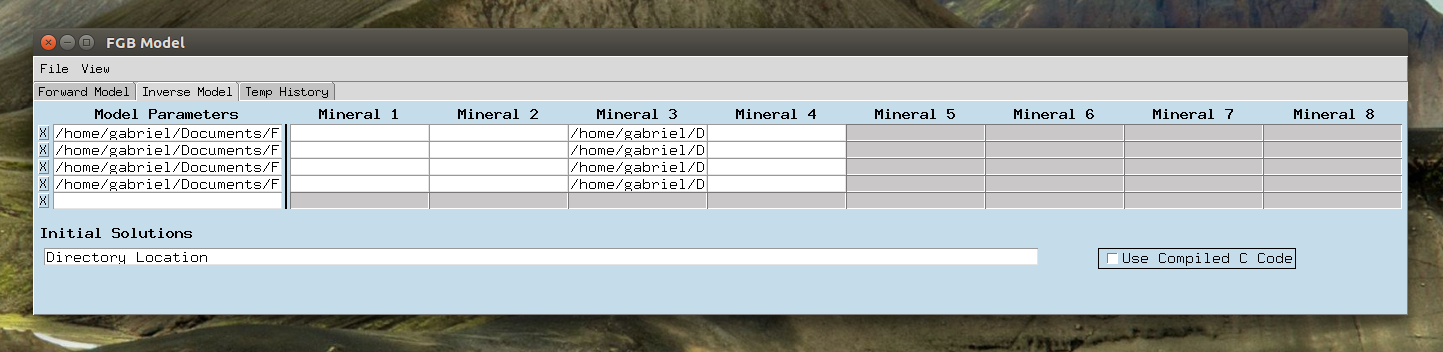 FGB Model
File View
Forward Model Inverse Model Temp History
Model Parameters Mineral 1 Mineral 2 Mineral 3 Mineral 4 Mineral 5 Mineral 6 Mineral 7 Mineral 8
X /home/gabriel/Documents/F /home/gabriel/D
X /home/gabriel/Documents/F /home/gabriel/D
X /home/gabriel/Documents/F /home/gabriel/D
X /home/gabriel/Documents/F /home/gabriel/D
X
Initial Solutions
Directory Location Use Compiled C Code